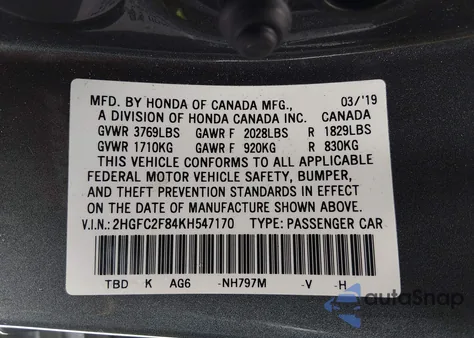 MFD. BY HONDA OF CANADA MFG., 03/'19
A DIVISION OF HONDA CANADA INC. CANADA
GVWR 3769LBS GAWR F 2028LBS R 1829LBS
GVWR 1710KG GAWR F 920KG R 830KG
THIS VEHICLE CONFORMS TO ALL APPLICABLE
FEDERAL MOTOR VEHICLE SAFETY, BUMPER,
AND THEFT PREVENTION STANDARDS IN EFFECT
ON THE DATE OF MANUFACTURE SHOWN ABOVE.
V.I.N.: 2HGFC2F84KH547170 TYPE: PASSENGER CAR
TBD K AG6 -NH797M -V -H
autoSnap